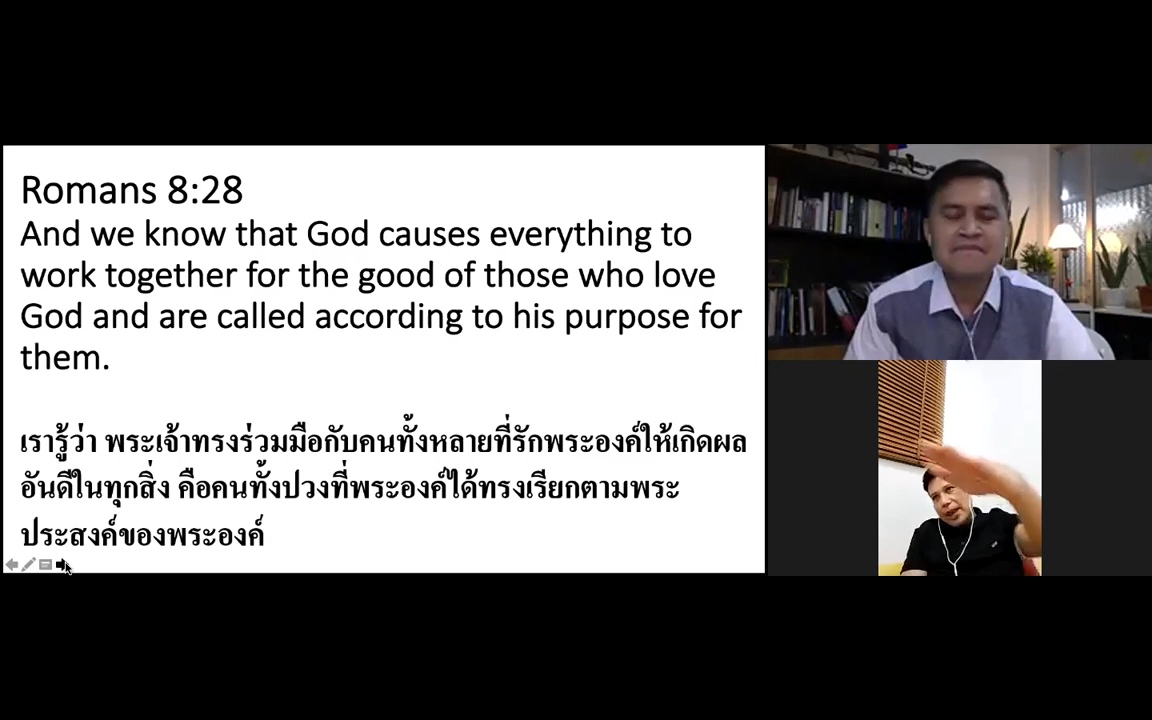 Romans 8:28
And we know that God causes everything to
work together for the good of those who love
God and are called according to his purpose for
them.
เรารู้ว่า พระเจ้าทรงร่วมมือกับคนทั้งหลายที่รักพระองค์ให้เกิดผล
อันดีในทุกสิ่ง คือคนทั้งปวงที่พระองค์ได้ทรงเรียกตามพระ
ประสงค์ของพระองค์